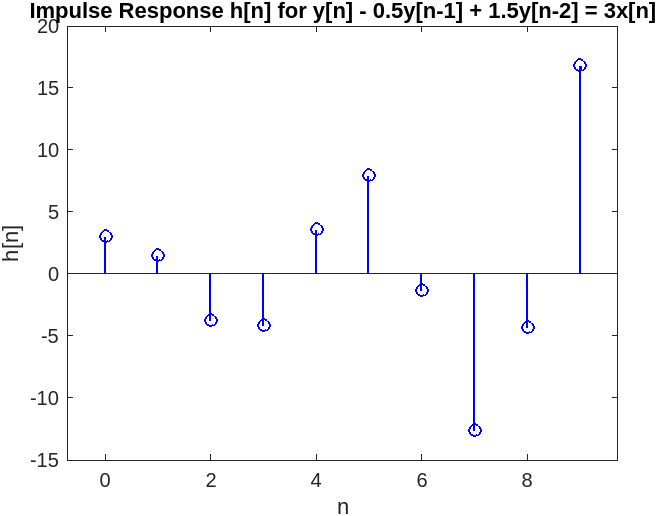 Impulse Response h[n] for y[n] - 0.5y[n-1] + 1.5y[n-2] = 3x[n]
20
15
10
5
0
-5
-10
-15
h[n]
0 2 4 6 8
n